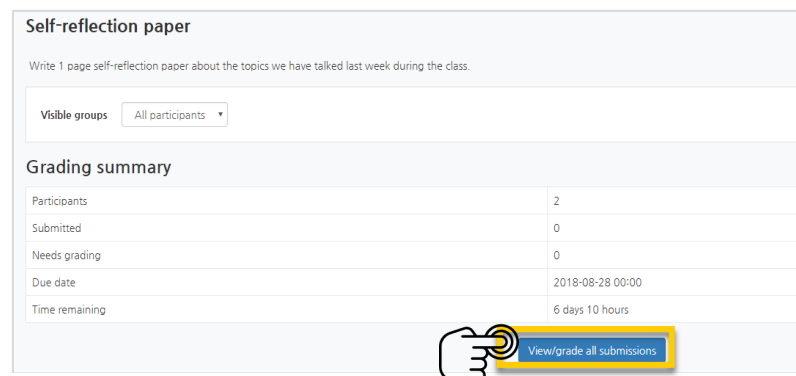 Self-reflection paper
Write 1 page self-reflection paper about the topics we have talked last week during the class.
Visible groups All participants
Grading summary
Participants 2
Submitted 0
Needs grading 0
Due date 2018-08-28 00:00
Time remaining 6 days 10 hours
View/grade all submissions